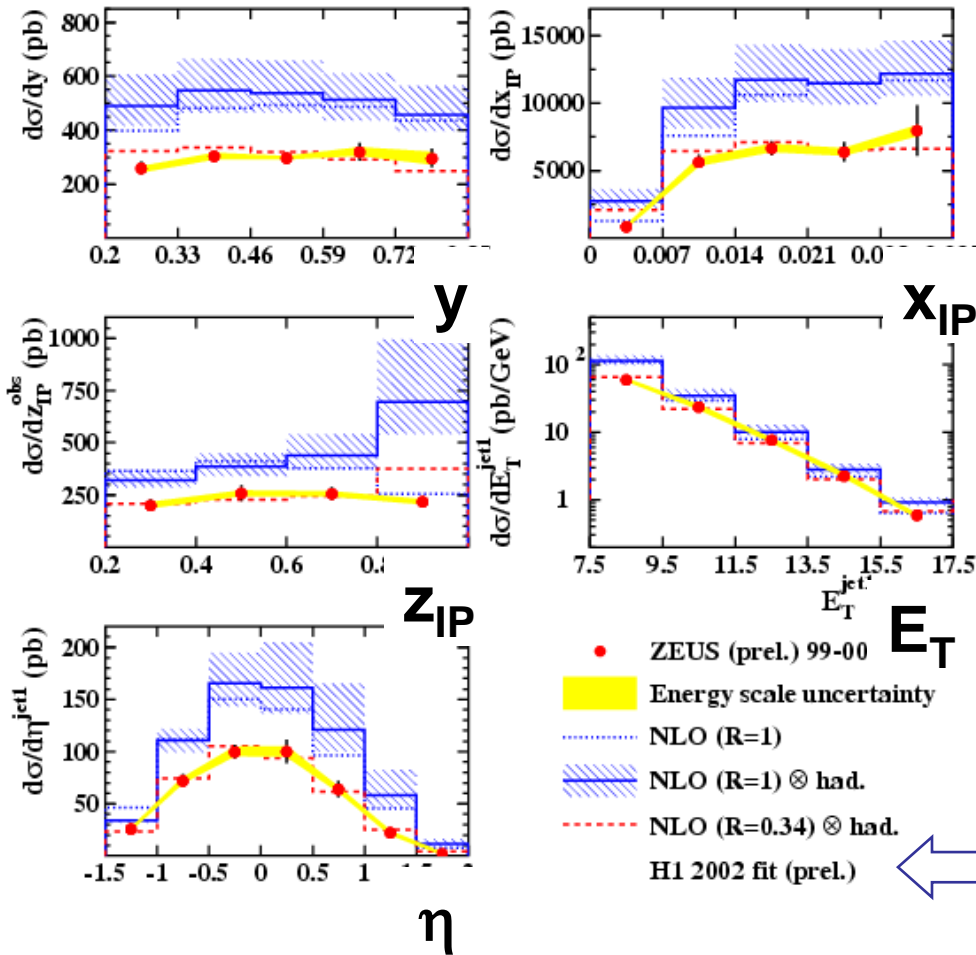 800
600
400
200
dσ/dy (pb)
0.2 0.33 0.46 0.59 0.72
y
15000
10000
5000
dσ/dx_IP (pb)
0 0.007 0.014 0.021
x_IP
1000
750
500
250
dσ/dz_IP^obs (pb)
0.2 0.4 0.6
z_IP
10^2
10
1
dσ/dE_T^jet1 (pb/GeV)
7.5 9.5 11.5 13.5 15.5 17.5
E_T
200
150
100
50
dσ/dη^jet1 (pb)
-1.5 -1 -0.5 0 0.5 1
η
ZEUS (prel.) 99-00
Energy scale uncertainty
NLO (R=1)
NLO (R=1) ⊗ had.
NLO (R=0.34) ⊗ had.
H1 2002 fit (prel.)